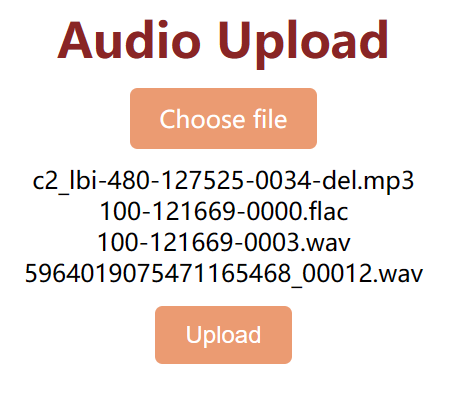 Audio Upload
Choose file
c2_lbi-480-127525-0034-del.mp3
100-121669-0000.flac
100-121669-0003.wav
5964019075471165468_00012.wav
Upload